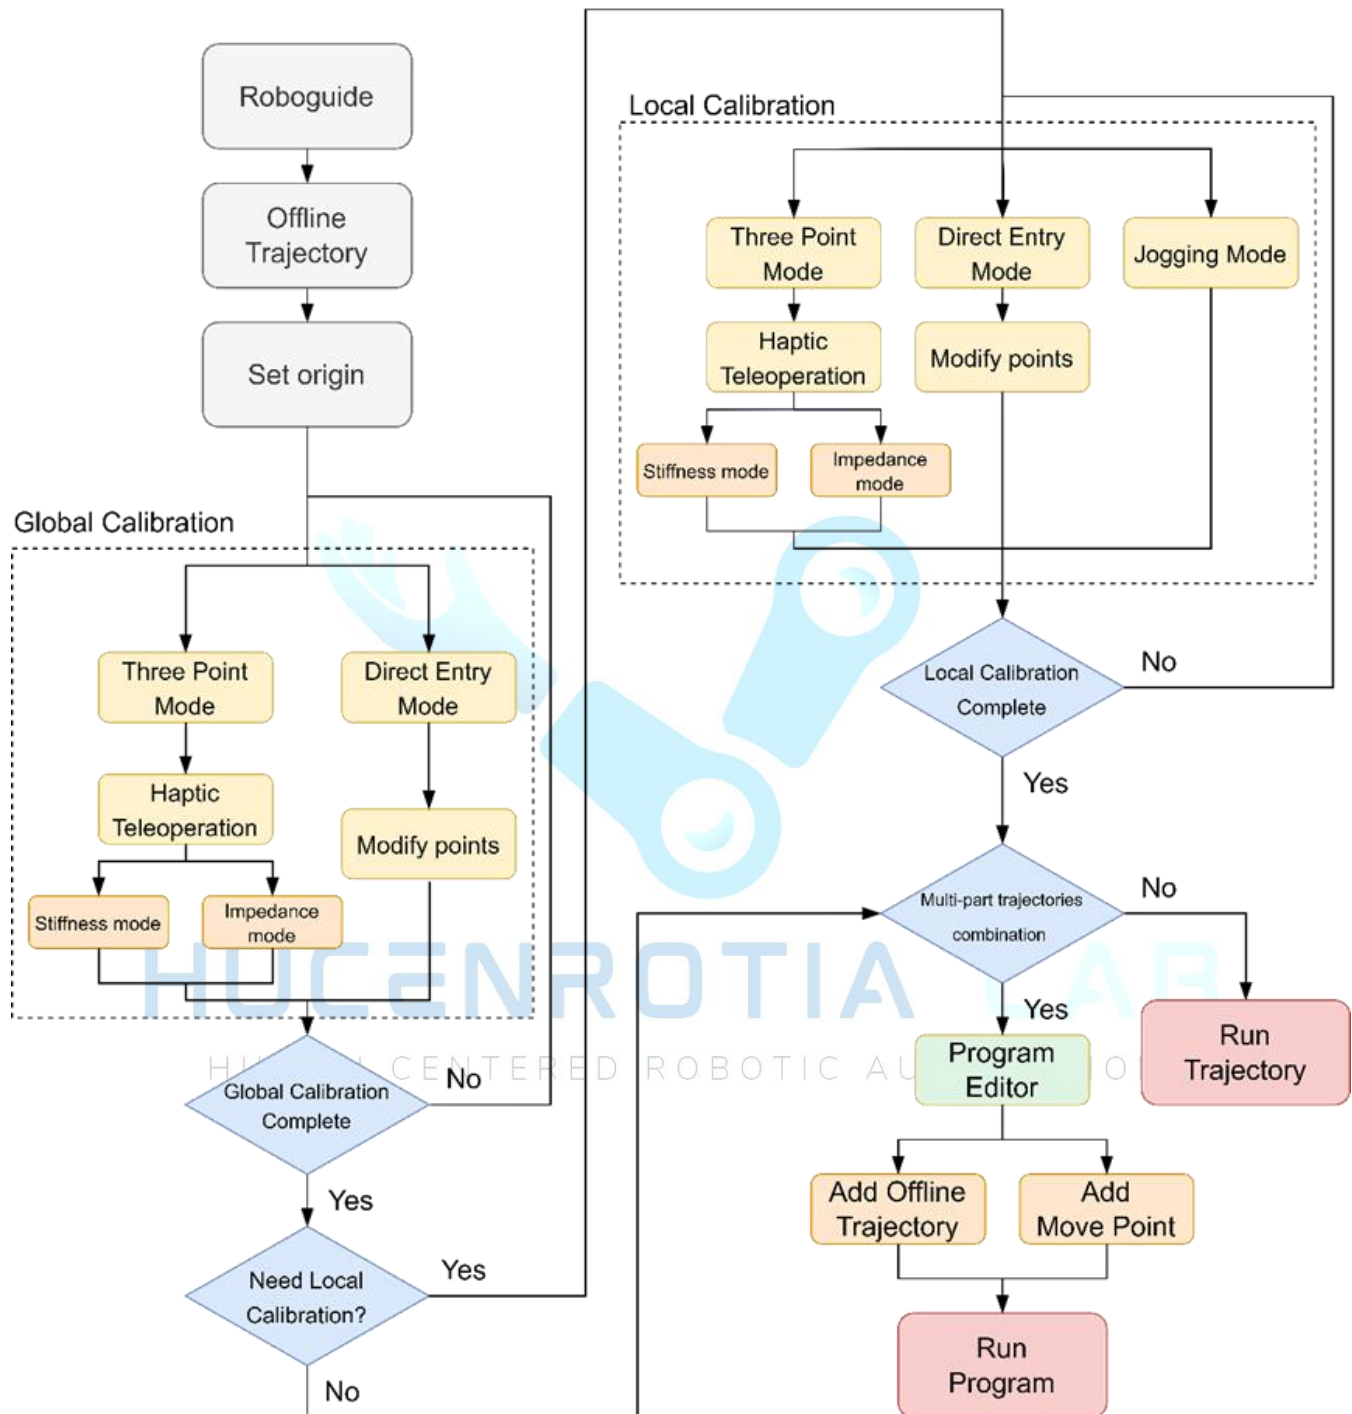 Roboguide
Offline
Trajectory
Set origin
Global Calibration
Three Point
Mode
Direct Entry
Mode
Haptic
Teleoperation
Modify points
Stiffness mode
Impedance
mode
Global Calibration
Complete
No
Yes
Need Local
Calibration?
Yes
No
Local Calibration
Three Point
Mode
Direct Entry
Mode
Jogging Mode
Haptic
Teleoperation
Modify points
Stiffness mode
Impedance
mode
Local Calibration
Complete
No
Yes
Multi-part trajectories
combination
No
Yes
Program
Editor
Run
Trajectory
Add Offline
Trajectory
Add
Move Point
Run
Program
HUCENROTIA LAB
CENTERED ROBOTIC